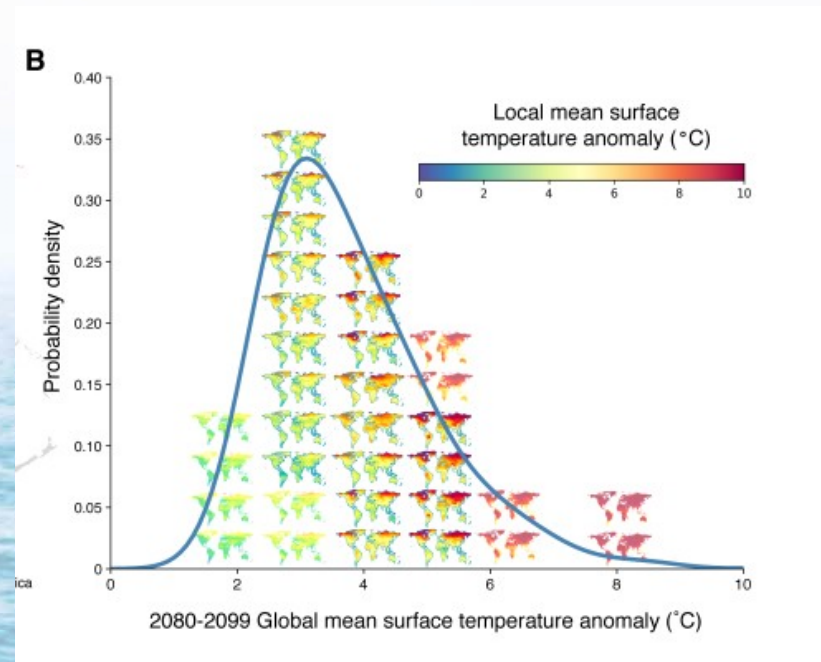 B
0.40
0.35
0.30
0.25
0.20
0.15
0.10
0.05
0
Probability density
Local mean surface
temperature anomaly (°C)
0 2 4 6 8 10
0 2 4 6 8 10
2080-2099 Global mean surface temperature anomaly (˚C)
ica